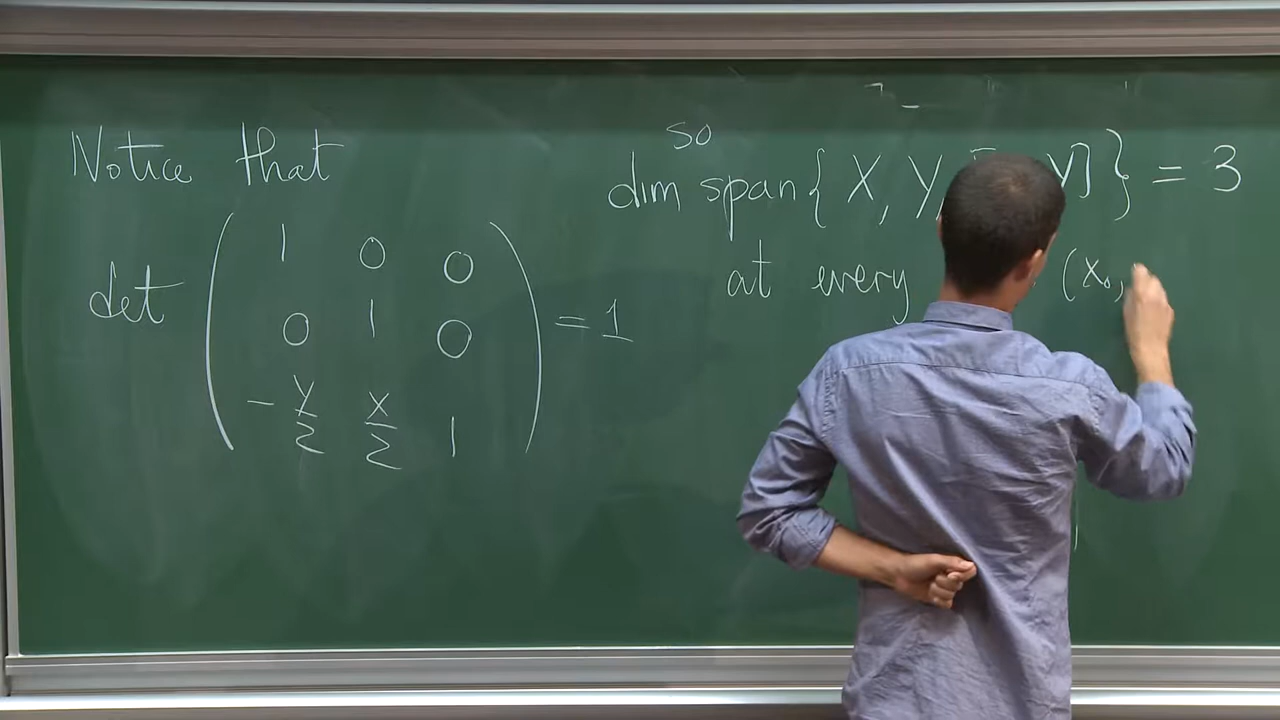 Notice that
det ( 1 0 0
0 1 0
- y/2 x/2 1 ) = 1
so
dim span { X, Y, [ Y] } = 3
at every (x₀,